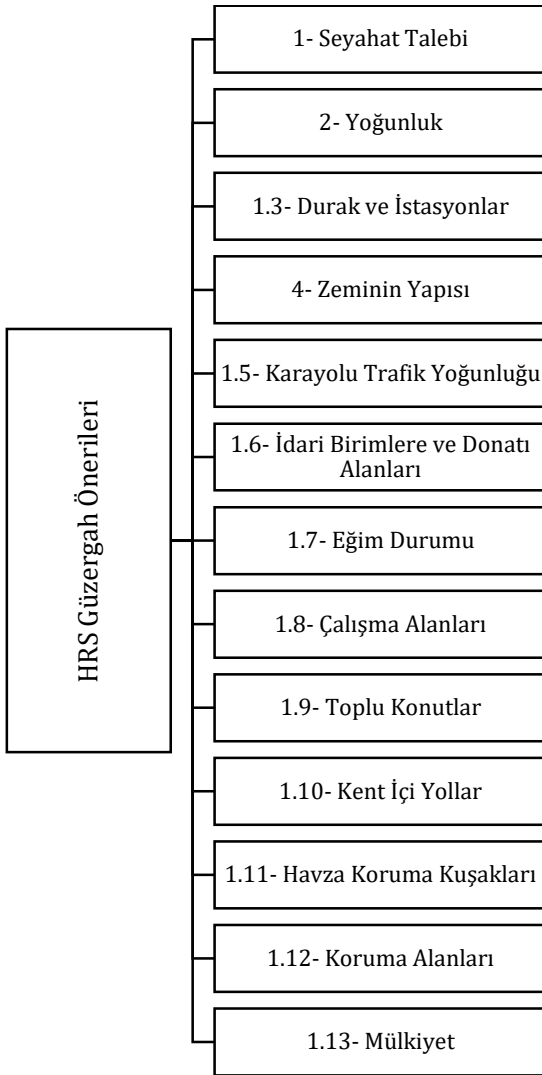 HRS Güzergah Önerileri
1- Seyahat Talebi
2- Yoğunluk
1.3- Durak ve İstasyonlar
4- Zeminin Yapısı
1.5- Karayolu Trafik Yoğunluğu
1.6- İdari Birimlere ve Donatı
Alanları
1.7- Eğim Durumu
1.8- Çalışma Alanları
1.9- Toplu Konutlar
1.10- Kent İçi Yollar
1.11- Havza Koruma Kuşakları
1.12- Koruma Alanları
1.13- Mülkiyet